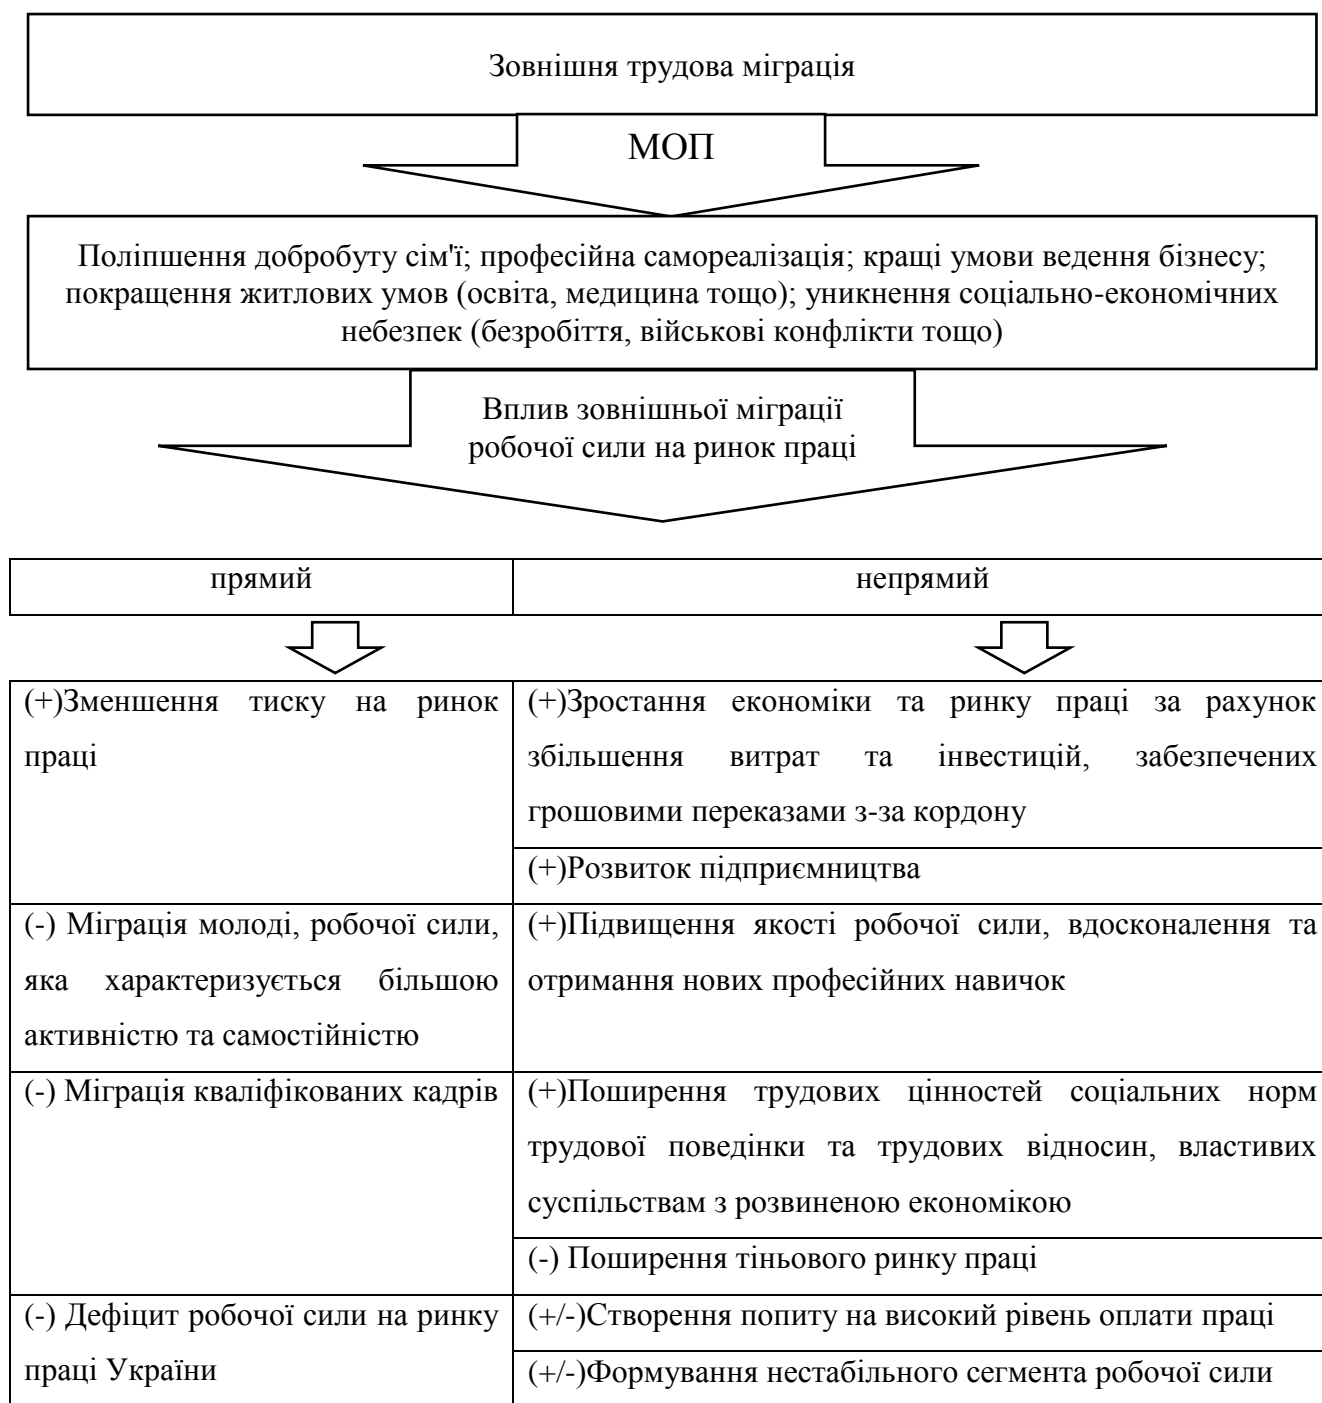 Зовнішня трудова міграція
МОП
Поліпшення добробуту сім'ї; професійна самореалізація; кращі умови ведення бізнесу;
покращення житлових умов (освіта, медицина тощо); уникнення соціально-економічних
небезпек (безробіття, військові конфлікти тощо)
Вплив зовнішньої міграції
робочої сили на ринок праці
прямий
непрямий
(+)Зменшення тиску на ринок
праці
(+)Зростання економіки та ринку праці за рахунок
збільшення витрат та інвестицій, забезпечених
грошовими переказами з-за кордону
(+)Розвиток підприємництва
(-) Міграція молоді, робочої сили,
яка характеризується більшою
активністю та самостійністю
(+)Підвищення якості робочої сили, вдосконалення та
отримання нових професійних навичок
(-) Міграція кваліфікованих кадрів
(+)Поширення трудових цінностей соціальних норм
трудової поведінки та трудових відносин, властивих
суспільствам з розвиненою економікою
(-) Поширення тіньового ринку праці
(-) Дефіцит робочої сили на ринку
праці України
(+/-)Створення попиту на високий рівень оплати праці
(+/-)Формування нестабільного сегмента робочої сили